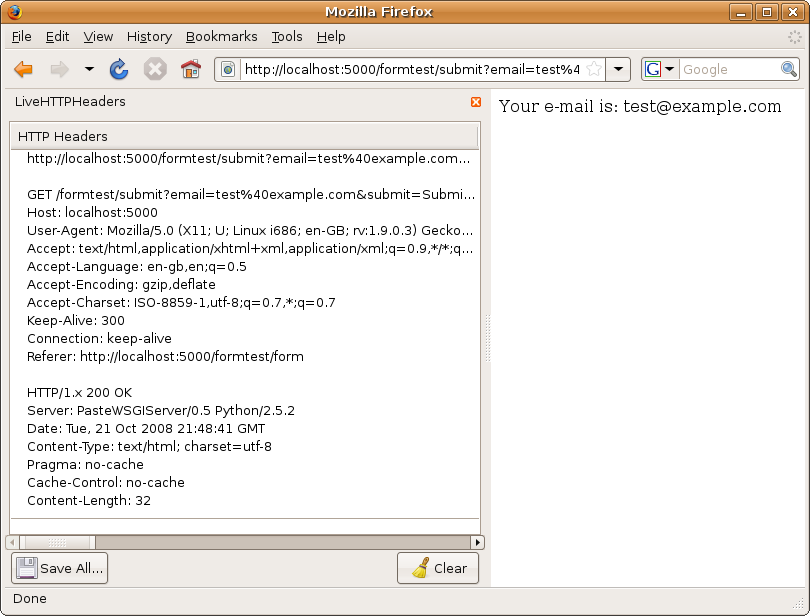 Mozilla Firefox
File Edit View History Bookmarks Tools Help
http://localhost:5000/formtest/submit?email=test%4
G Google
LiveHTTPHeaders
HTTP Headers
http://localhost:5000/formtest/submit?email=test%40example.com...
GET /formtest/submit?email=test%40example.com&submit=Submi...
Host: localhost:5000
User-Agent: Mozilla/5.0 (X11; U; Linux i686; en-GB; rv:1.9.0.3) Gecko...
Accept: text/html,application/xhtml+xml,application/xml;q=0.9,*/*;q...
Accept-Language: en-gb,en;q=0.5
Accept-Encoding: gzip,deflate
Accept-Charset: ISO-8859-1,utf-8;q=0.7,*;q=0.7
Keep-Alive: 300
Connection: keep-alive
Referer: http://localhost:5000/formtest/form
HTTP/1.x 200 OK
Server: PasteWSGIServer/0.5 Python/2.5.2
Date: Tue, 21 Oct 2008 21:48:41 GMT
Content-Type: text/html; charset=utf-8
Pragma: no-cache
Cache-Control: no-cache
Content-Length: 32
Save All...
Clear
Your e-mail is: test@example.com
Done